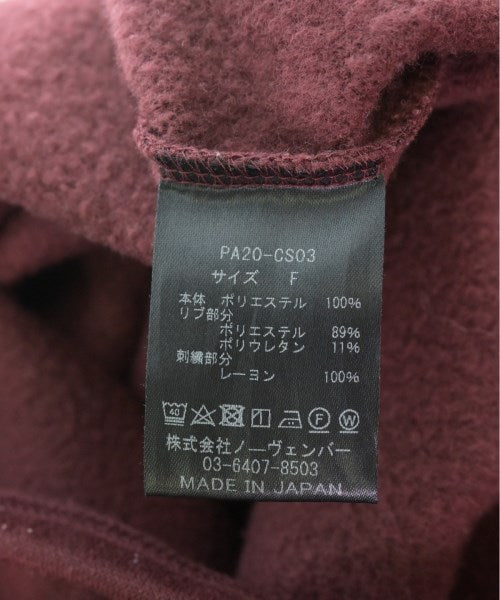 PA20-CS03
サイズ F
本体 ポリエステル 100%
リブ部分
ポリエステル 89%
ポリウレタン 11%
刺繍部分
レーヨン 100%
40 F W
株式会社ノーヴェンバー
03-6407-8503
MADE IN JAPAN